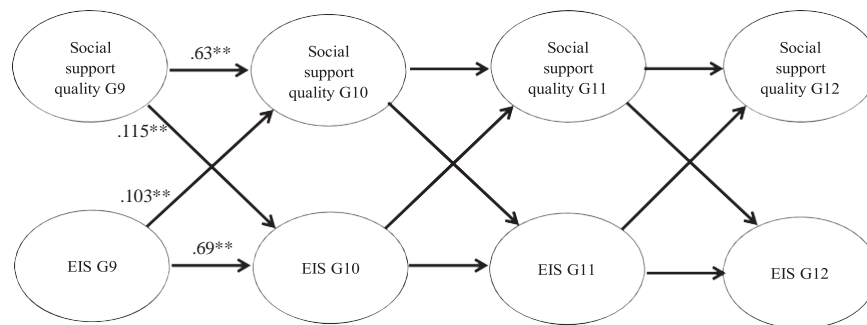 Social
support
quality G9
.63**
Social
support
quality G10
Social
support
quality G11
Social
support
quality G12
.115**
.103**
EIS G9
.69**
EIS G10
EIS G11
EIS G12